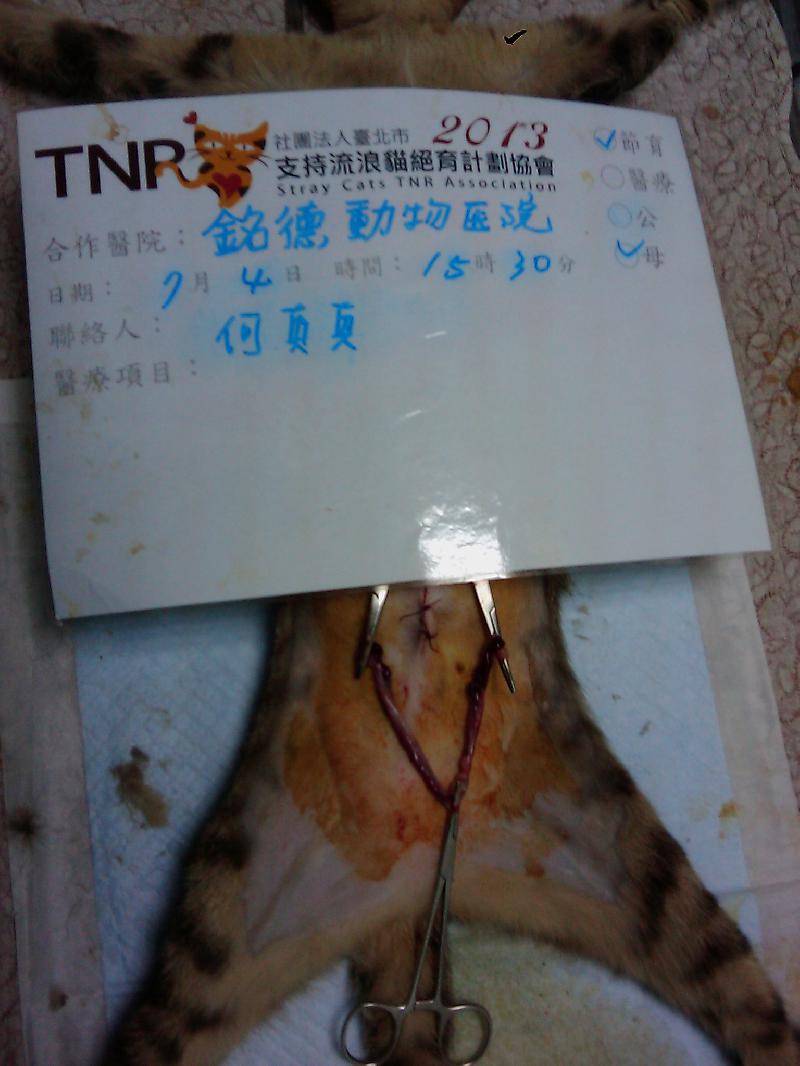 TNR
社團法人臺北市 2013
支持流浪貓絕育計劃協會
Stray Cats TNR Association
節育
醫療
公
母
合作醫院：銘德動物医院
日期：7月4日 時間：15時30分
聯絡人：何真真
醫療項目：